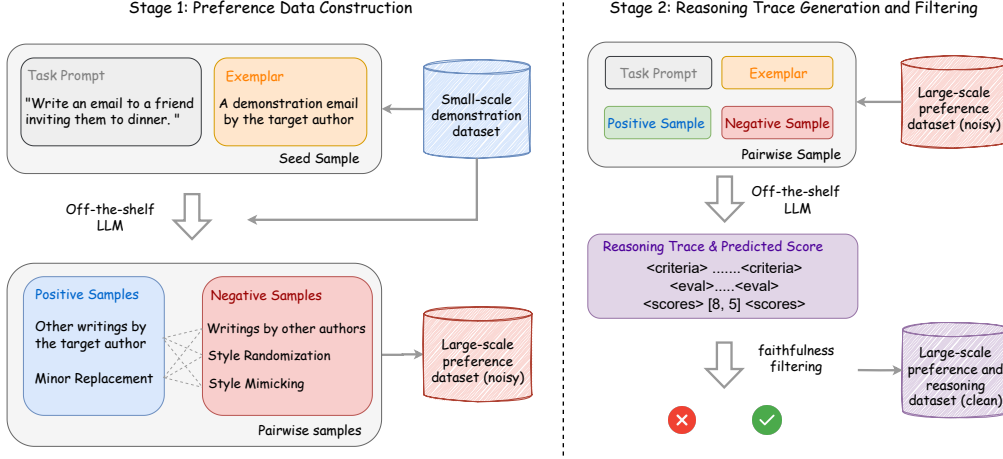 Stage 1: Preference Data Construction
Task Prompt
"Write an email to a friend
inviting them to dinner. "
Exemplar
A demonstration email
by the target author
Seed Sample
Small-scale
demonstration
dataset
Off-the-shelf
LLM
Positive Samples
Other writings by
the target author
Minor Replacement
Negative Samples
Writings by other authors
Style Randomization
Style Mimicking
Pairwise samples
Large-scale
preference
dataset (noisy)
Stage 2: Reasoning Trace Generation and Filtering
Task Prompt
Exemplar
Positive Sample
Negative Sample
Pairwise Sample
Large-scale
preference
dataset (noisy)
Off-the-shelf
LLM
Reasoning Trace & Predicted Score
<criteria> .......<criteria>
<eval>.....<eval>
<scores> [8, 5] <scores>
faithfulness
filtering
Large-scale
preference and
reasoning
dataset (clean)